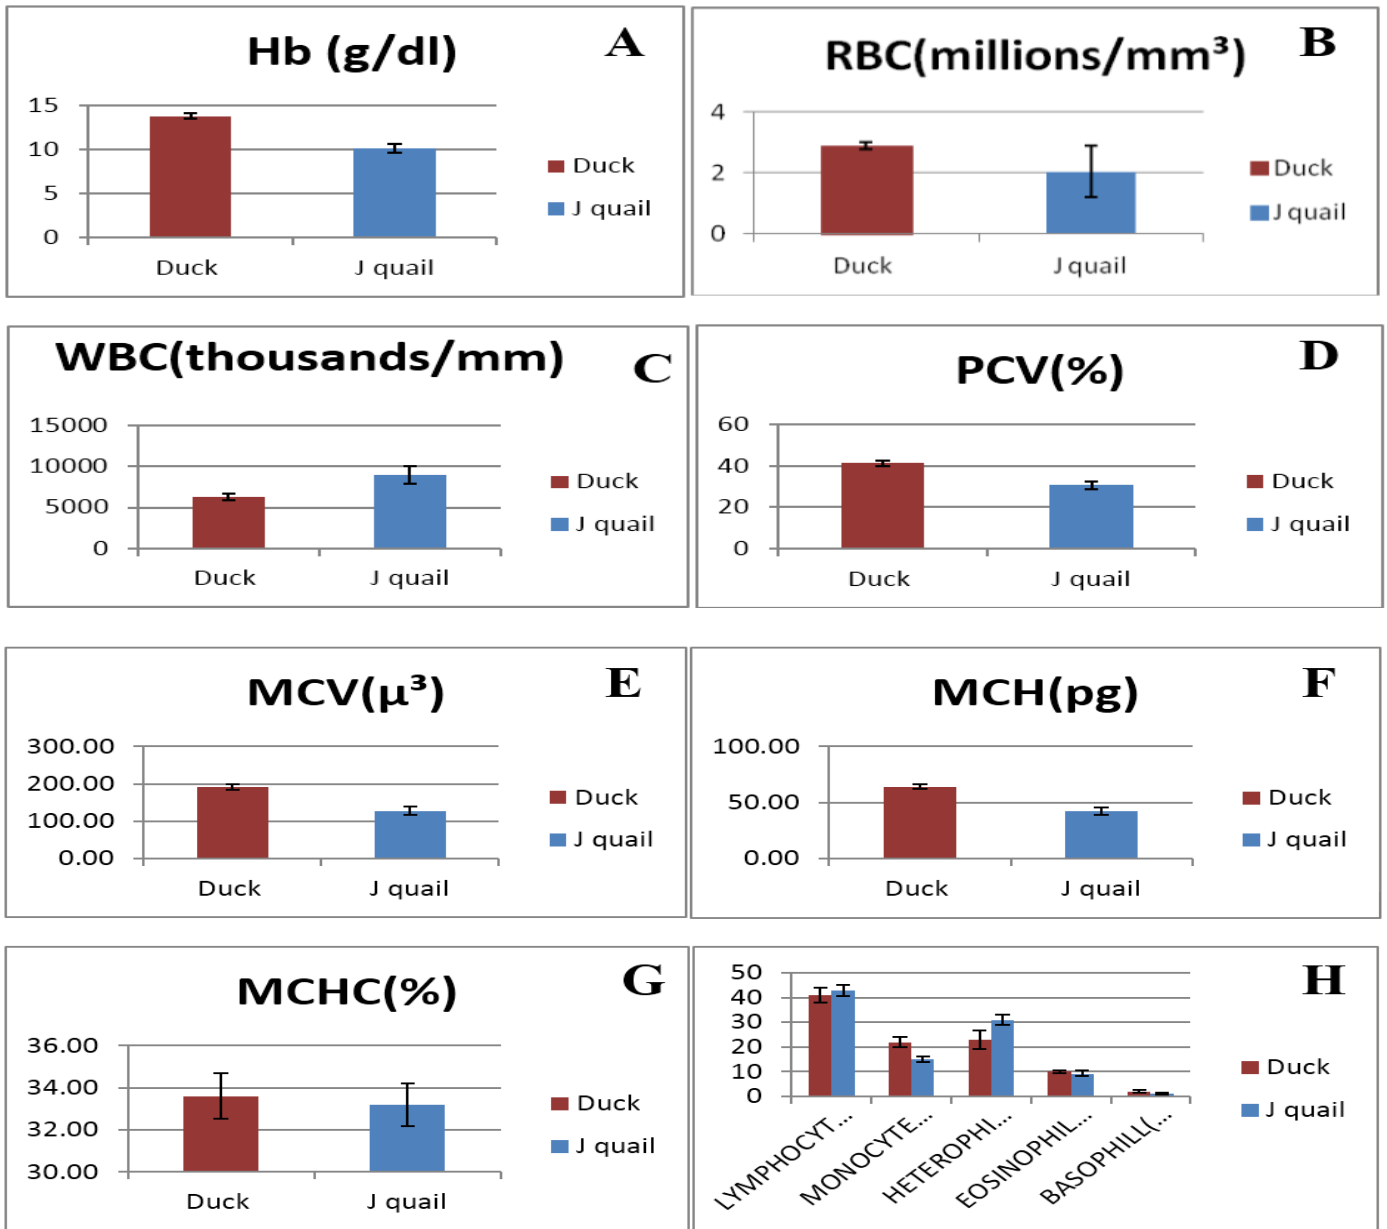 Hb (g/dl)
A
15
10
5
0
Duck
J quail
Duck
J quail
RBC(millions/mm³)
B
4
2
0
Duck
J quail
Duck
J quail
WBC(thousands/mm)
C
15000
10000
5000
0
Duck
J quail
Duck
J quail
PCV(%)
D
60
40
20
0
Duck
J quail
Duck
J quail
MCV(µ³)
E
300.00
200.00
100.00
0.00
Duck
J quail
Duck
J quail
MCH(pg)
F
100.00
50.00
0.00
Duck
J quail
Duck
J quail
MCHC(%)
G
36.00
34.00
32.00
30.00
Duck
J quail
Duck
J quail
H
50
40
30
20
10
0
LYMPHOCYT...
MONOCYTE...
HETEROPHI...
EOSINOPHIL...
BASOPHILL(...
Duck
J quail